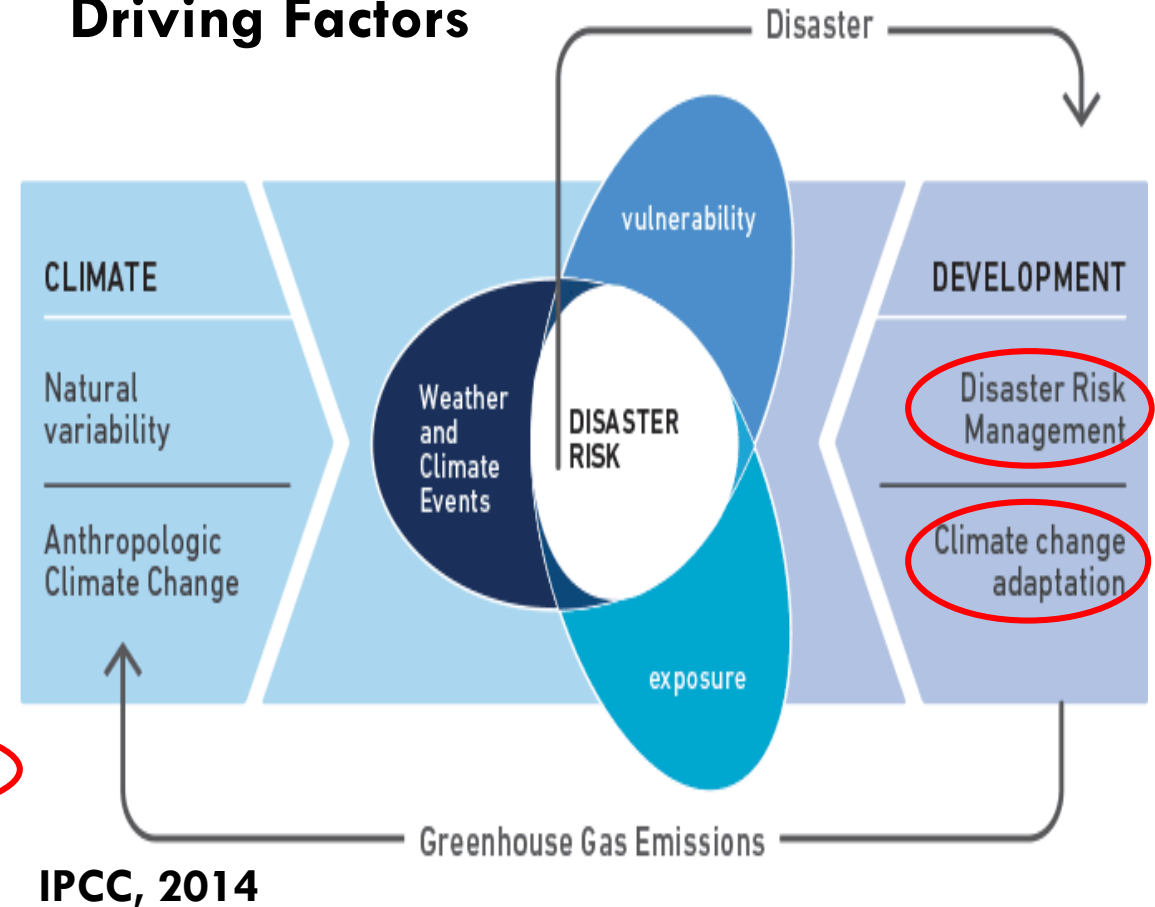 Driving Factors
Disaster
vulnerability
CLIMATE
DEVELOPMENT
Natural
variability
Disaster Risk
Management
Weather
and
Climate
Events
DISASTER
RISK
Anthropologic
Climate Change
Climate change
adaptation
exposure
Greenhouse Gas Emissions
IPCC, 2014